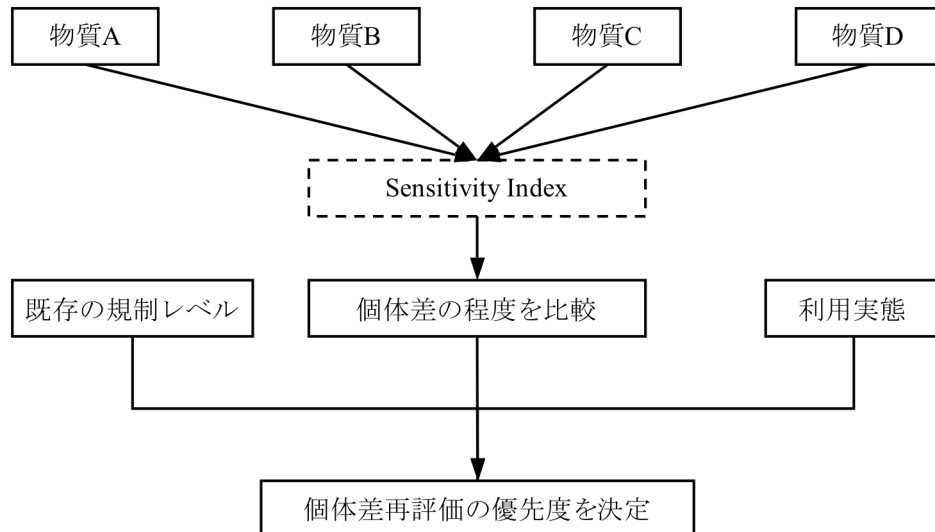 物質A
物質B
物質C
物質D
Sensitivity Index
既存の規制レベル
個体差の程度を比較
利用実態
個体差再評価の優先度を決定